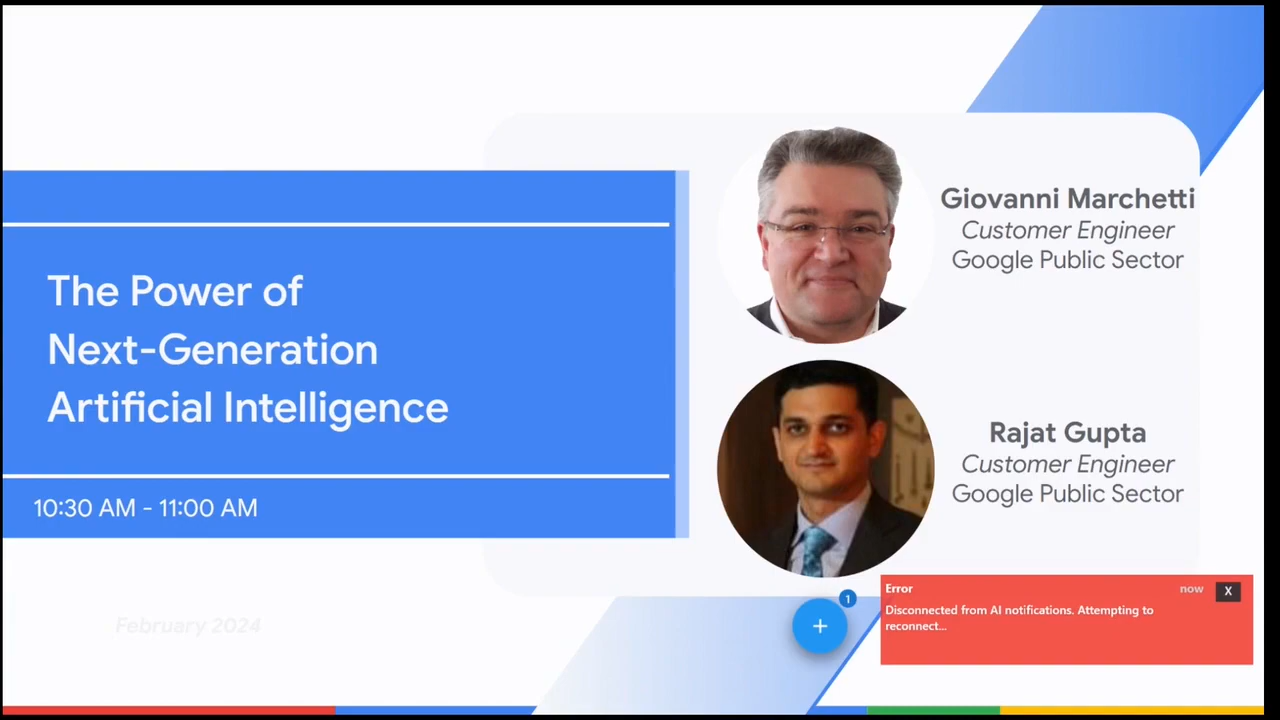 The Power of
Next-Generation
Artificial Intelligence
10:30 AM - 11:00 AM
February 2024
Giovanni Marchetti
Customer Engineer
Google Public Sector
Rajat Gupta
Customer Engineer
Google Public Sector
1
+
Error now X
Disconnected from AI notifications. Attempting to
reconnect...